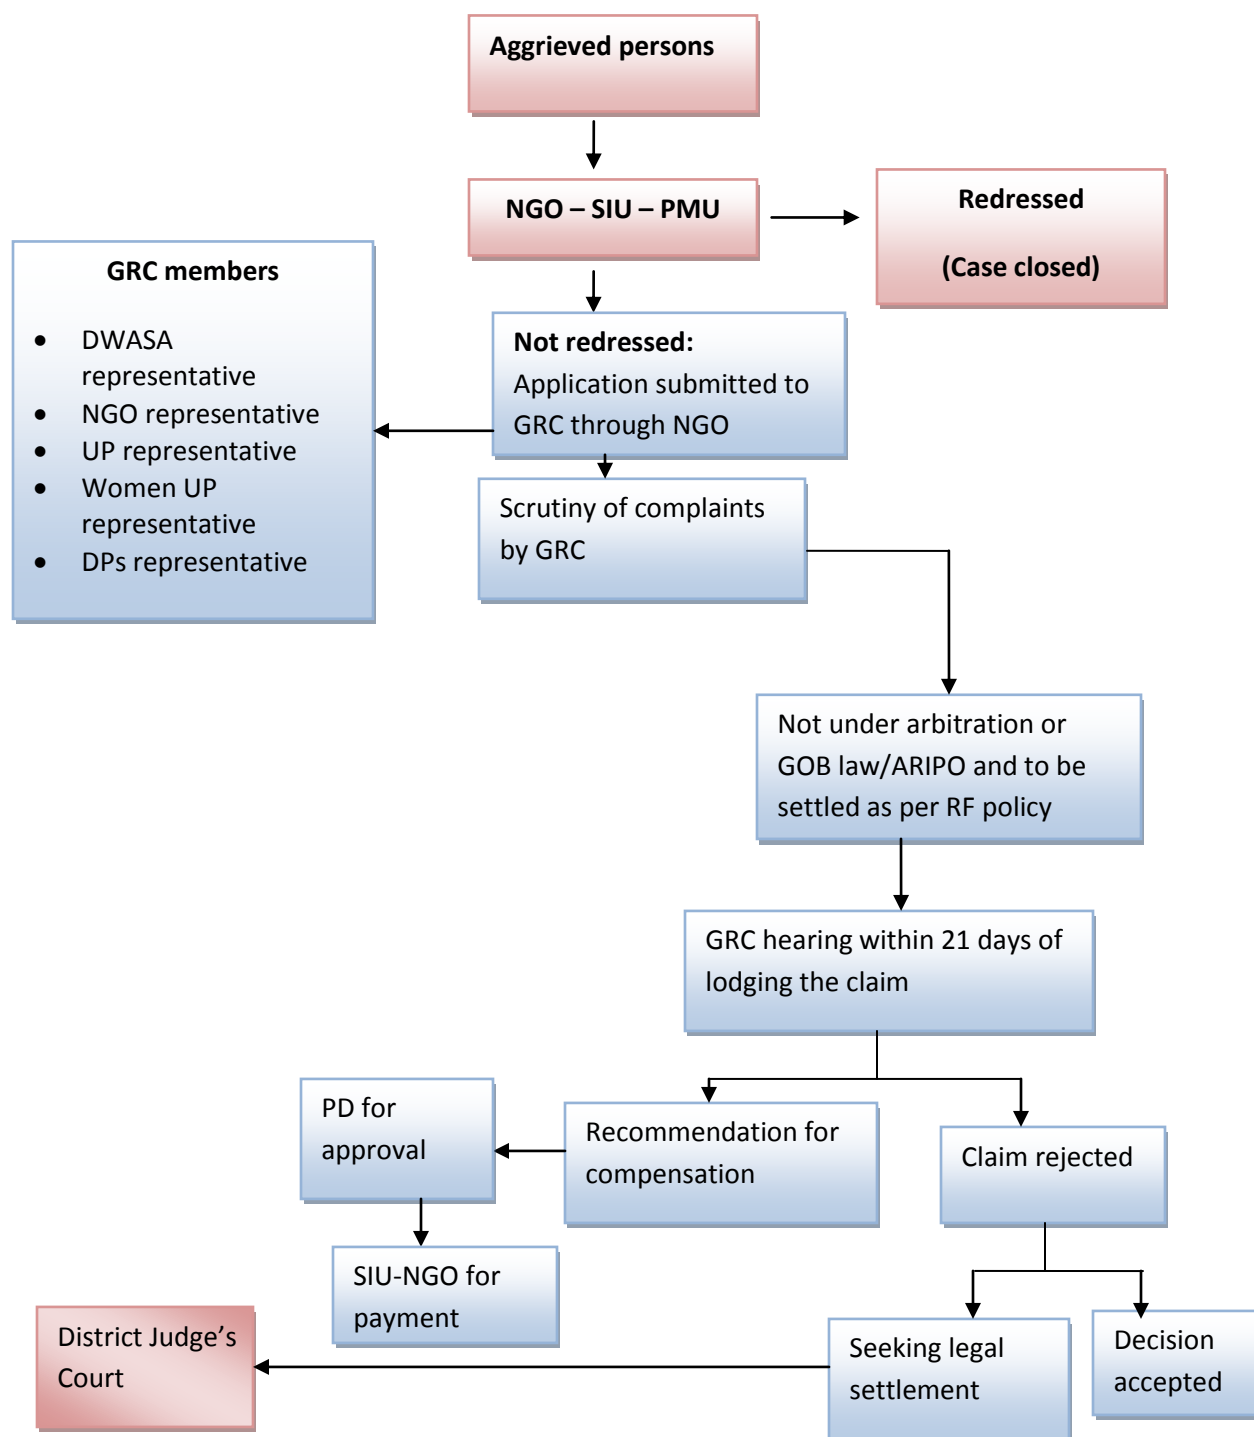 Aggrieved persons
NGO – SIU – PMU
Redressed
(Case closed)
GRC members
• DWASA
representative
• NGO representative
• UP representative
• Women UP
representative
• DPs representative
Not redressed:
Application submitted to
GRC through NGO
Scrutiny of complaints
by GRC
Not under arbitration or
GOB law/ARIPO and to be
settled as per RF policy
GRC hearing within 21 days of
lodging the claim
PD for
approval
Recommendation for
compensation
Claim rejected
SIU-NGO for
payment
District Judge’s
Court
Seeking legal
settlement
Decision
accepted